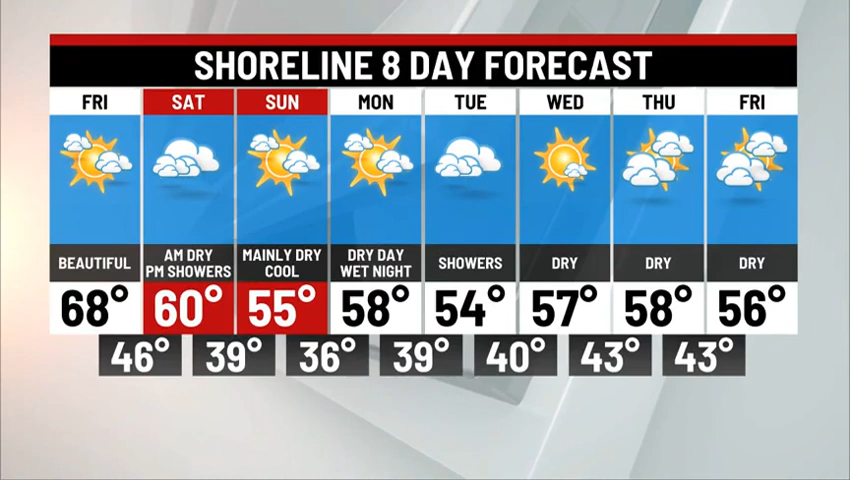 SHORELINE 8 DAY FORECAST
FRI SAT SUN MON TUE WED THU FRI
BEAUTIFUL
AM DRY
PM SHOWERS
MAINLY DRY
COOL
DRY DAY
WET NIGHT
SHOWERS
DRY
DRY
DRY
68° 60° 55° 58° 54° 57° 58° 56°
46° 39° 36° 39° 40° 43° 43°